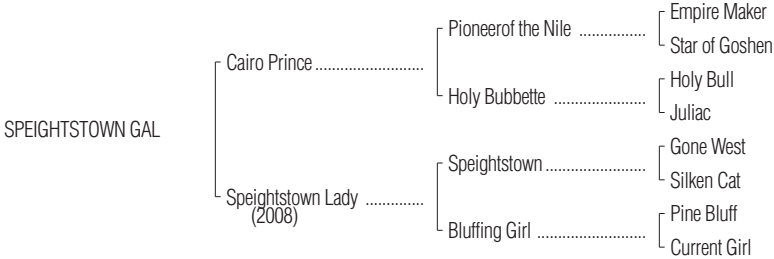 Empire Maker
Pioneerof the Nile ................
Star of Goshen
Cairo Prince ..........................
Holy Bull
Holy Bubbette ......................
Juliac
SPEIGHTSTOWN GAL
Gone West
Speightstown ........................
Silken Cat
Speightstown Lady ..............
(2008)
Pine Bluff
Bluffing Girl ..........................
Current Girl